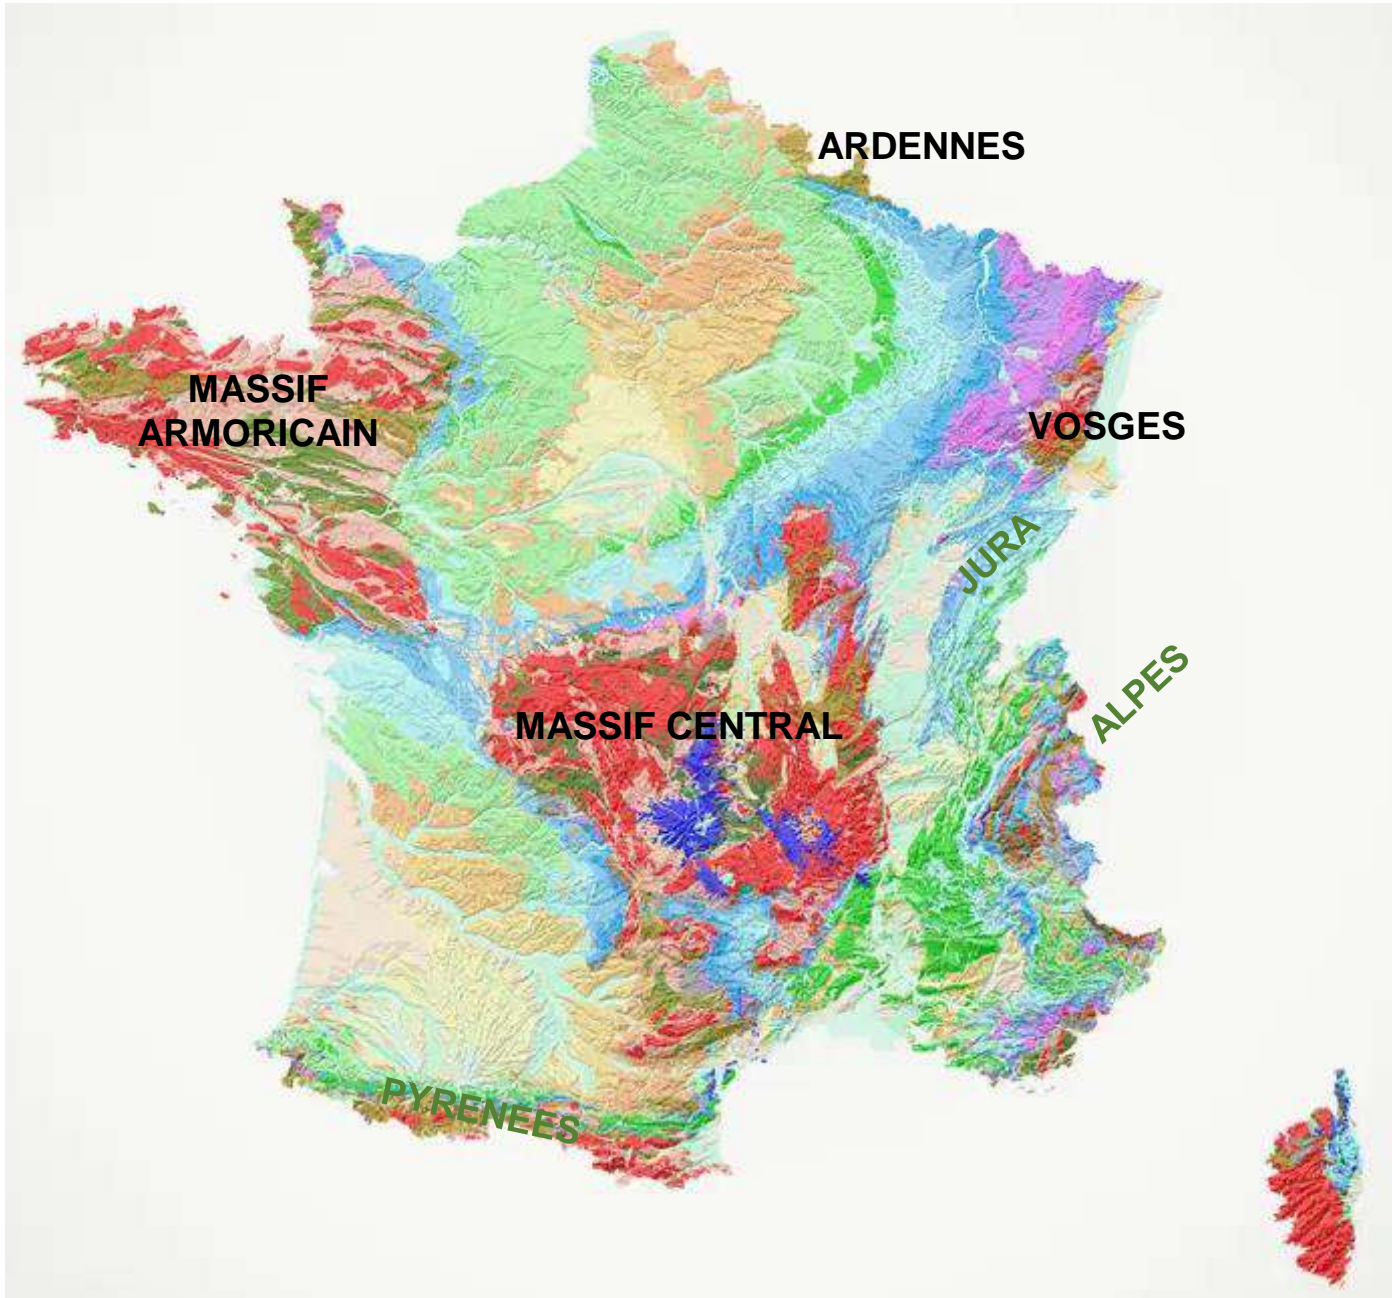 ARDENNES
MASSIF
ARMORICAIN
VOSGES
JURA
ALPES
MASSIF CENTRAL
PYRENEES